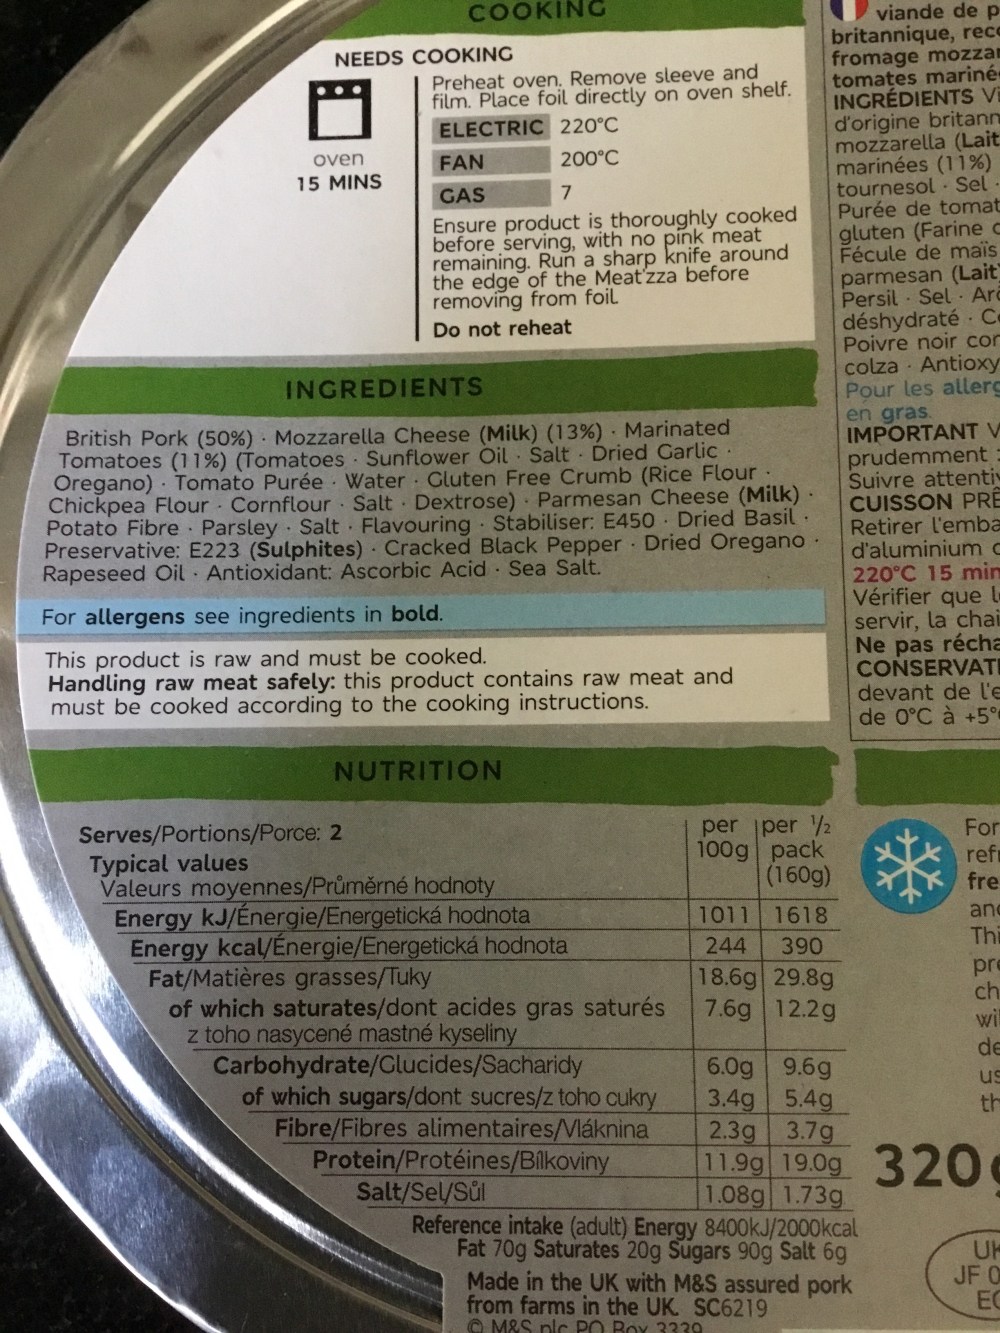 COOKING
NEEDS COOKING
oven
15 MINS
Preheat oven. Remove sleeve and
film. Place foil directly on oven shelf.
ELECTRIC 220°C
FAN 200°C
GAS 7
Ensure product is thoroughly cooked
before serving, with no pink meat
remaining. Run a sharp knife around
the edge of the Meat'zza before
removing from foil.
Do not reheat
INGREDIENTS
British Pork (50%) · Mozzarella Cheese (Milk) (13%) · Marinated
Tomatoes (11%) (Tomatoes · Sunflower Oil · Salt · Dried Garlic ·
Oregano) · Tomato Purée · Water · Gluten Free Crumb (Rice Flour ·
Chickpea Flour · Cornflour · Salt · Dextrose) · Parmesan Cheese (Milk) ·
Potato Fibre · Parsley · Salt · Flavouring · Stabiliser: E450 · Dried Basil ·
Preservative: E223 (Sulphites) · Cracked Black Pepper · Dried Oregano ·
Rapeseed Oil · Antioxidant: Ascorbic Acid · Sea Salt.
For allergens see ingredients in bold.
This product is raw and must be cooked.
Handling raw meat safely: this product contains raw meat and
must be cooked according to the cooking instructions.
NUTRITION
Serves/Portions/Porce: 2
Typical values
Valeurs moyennes/Průměrné hodnoty
per 100g per ½ pack (160g)
Energy kJ/Énergie/Energetická hodnota 1011 1618
Energy kcal/Énergie/Energetická hodnota 244 390
Fat/Matières grasses/Tuky 18.6g 29.8g
of which saturates/dont acides gras saturés 7.6g 12.2g
z toho nasycené mastné kyseliny
Carbohydrate/Glucides/Sacharidy 6.0g 9.6g
of which sugars/dont sucres/z toho cukry 3.4g 5.4g
Fibre/Fibres alimentaires/Vláknina 2.3g 3.7g
Protein/Protéines/Bílkoviny 11.9g 19.0g
Salt/Sel/Sůl 1.08g 1.73g
Reference intake (adult) Energy 8400kJ/2000kcal
Fat 70g Saturates 20g Sugars 90g Salt 6g
Made in the UK with M&S assured pork
from farms in the UK. SC6219
© M&S plc PO Box 3339
viande de
britannique,
fromage
tomates
INGRÉDIENTS
d'origine
mozzarella (Lait
marinées (11%)
tournesol · Sel ·
Purée de
gluten (Farine
Fécule de maïs
parmesan (Lait)
Persil · Sel ·
déshydraté ·
Poivre noir
colza ·
Pour les
en gras.
IMPORTANT
prudemment :
Suivre
CUISSON
Retirer
d'aluminium
220°C 15
Vérifier que
servir, la
Ne pas
devant de
de 0°C à +5°
For
320g
UK
EC